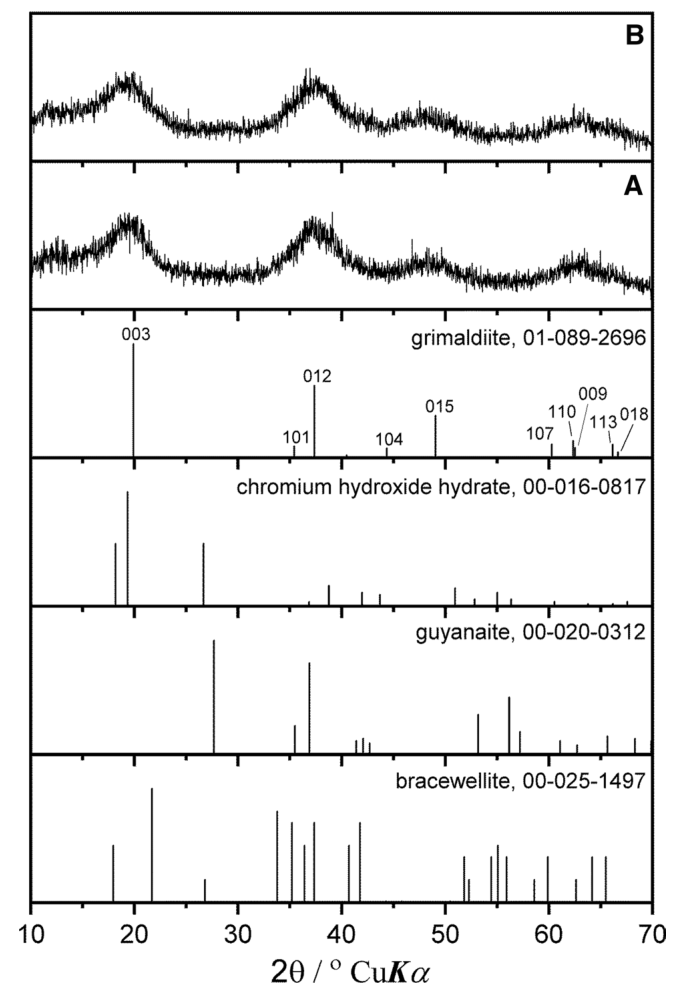 B
A
grimaldiite, 01-089-2696
003
012
009
015
110
018
101
104
107
113
chromium hydroxide hydrate, 00-016-0817
guyanaite, 00-020-0312
bracewellite, 00-025-1497
10 20 30 40 50 60 70
2θ / ° CuKα